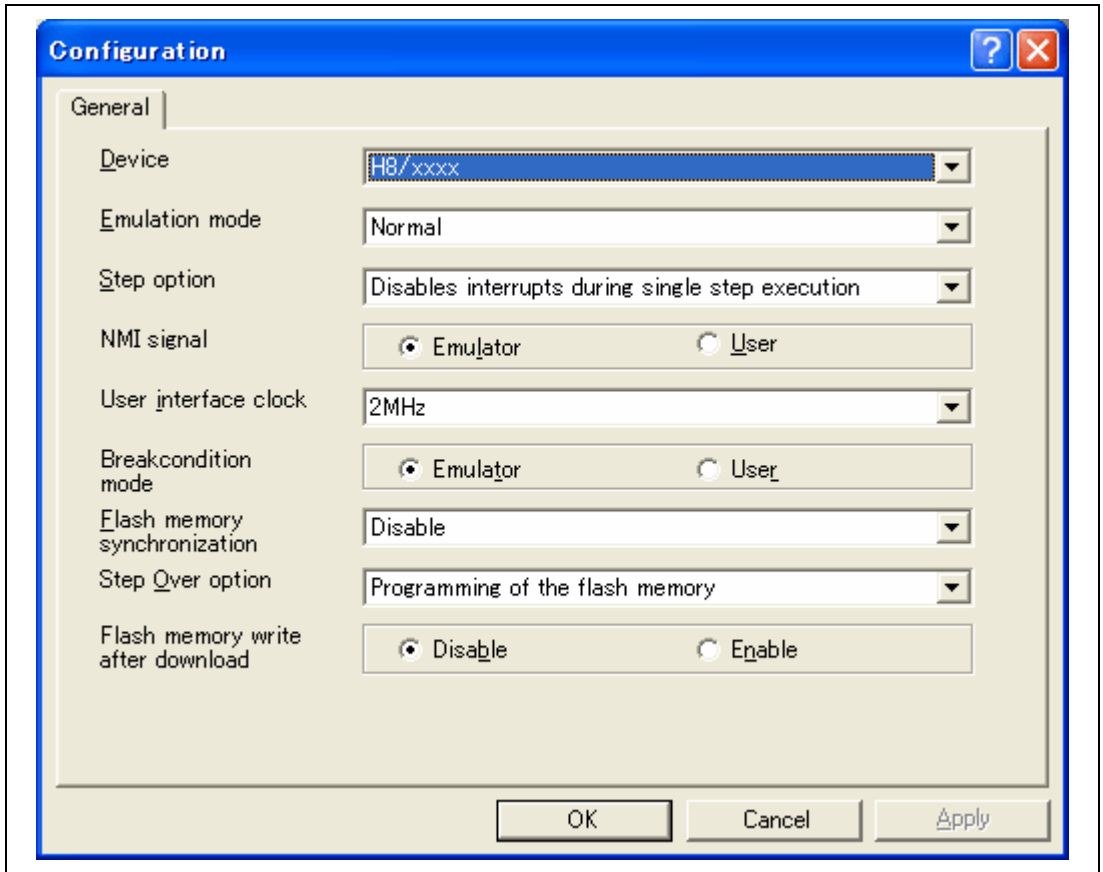 Configuration
General
Device
H8/xxxx
Emulation mode
Normal
Step option
Disables interrupts during single step execution
NMI signal
Emulator User
User interface clock
2MHz
Breakcondition
mode
Emulator User
Flash memory
synchronization
Disable
Step Over option
Programming of the flash memory
Flash memory write
after download
Disable Enable
OK Cancel Apply